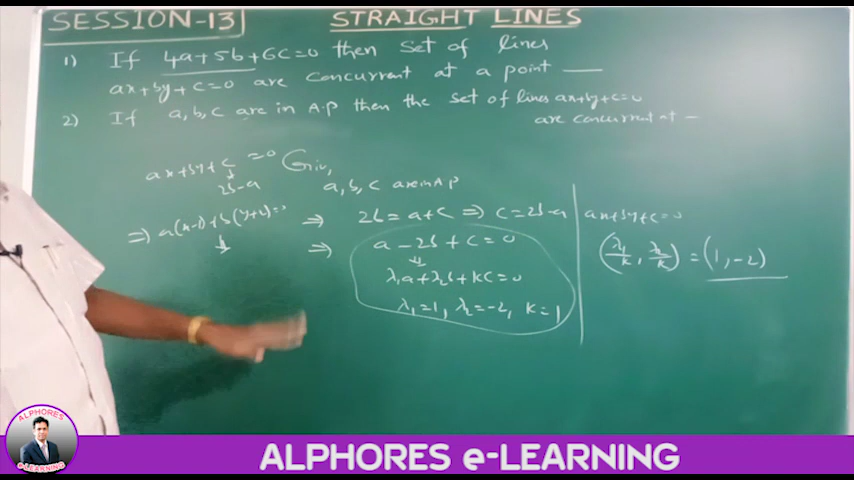 SESSION-13 STRAIGHT LINES
1) If 4a+5b+6c=0 then set of lines
ax+by+c=0 are concurrent at a point —
2) If a,b,c are in A.P then the set of lines ax+by+c=0
are concurrent at —
ax+by+c=0 Given,
2b-a
a,b,c are in A.P
⇒ a(x-1)+b(y+2)=0
⇒ 2b=a+c ⇒ c=2b-a
⇒ a-2b+c=0
λ₁a+λ₂b+kc=0
λ₁=1, λ₂=-2, k=1
ax+by+c=0
(λ₁/k, λ₂/k) = (1,-2)
ALPHORES
e-LEARNING
ALPHORES e-LEARNING